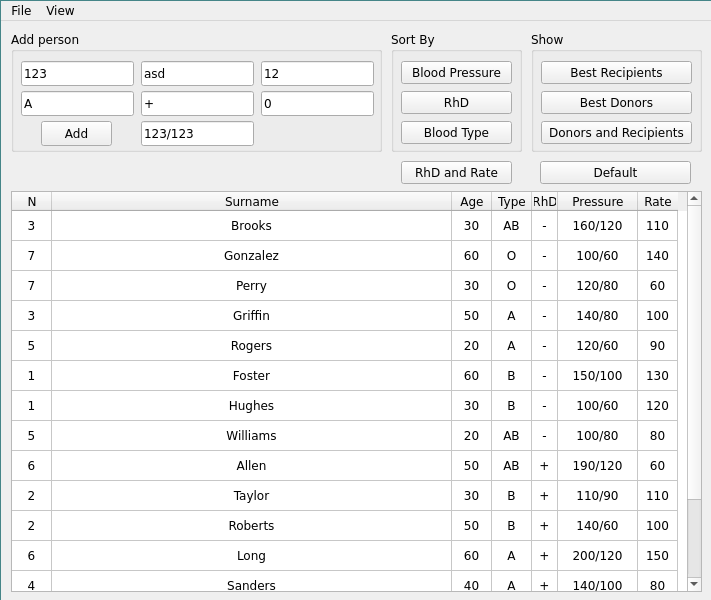 File View
Add person Sort By Show
123 asd 12 Blood Pressure Best Recipients
A + 0 RhD Best Donors
Add 123/123 Blood Type Donors and Recipients
RhD and Rate Default
N Surname Age Type RhD Pressure Rate
3 Brooks 30 AB - 160/120 110
7 Gonzalez 60 O - 100/60 140
7 Perry 30 O - 120/80 60
3 Griffin 50 A - 140/80 100
5 Rogers 20 A - 120/60 90
1 Foster 60 B - 150/100 130
1 Hughes 30 B - 100/60 120
5 Williams 20 AB - 100/80 80
6 Allen 50 AB + 190/120 60
2 Taylor 30 B + 110/90 110
2 Roberts 50 B + 140/60 100
6 Long 60 A + 200/120 150
4 Sanders 40 A + 140/100 80